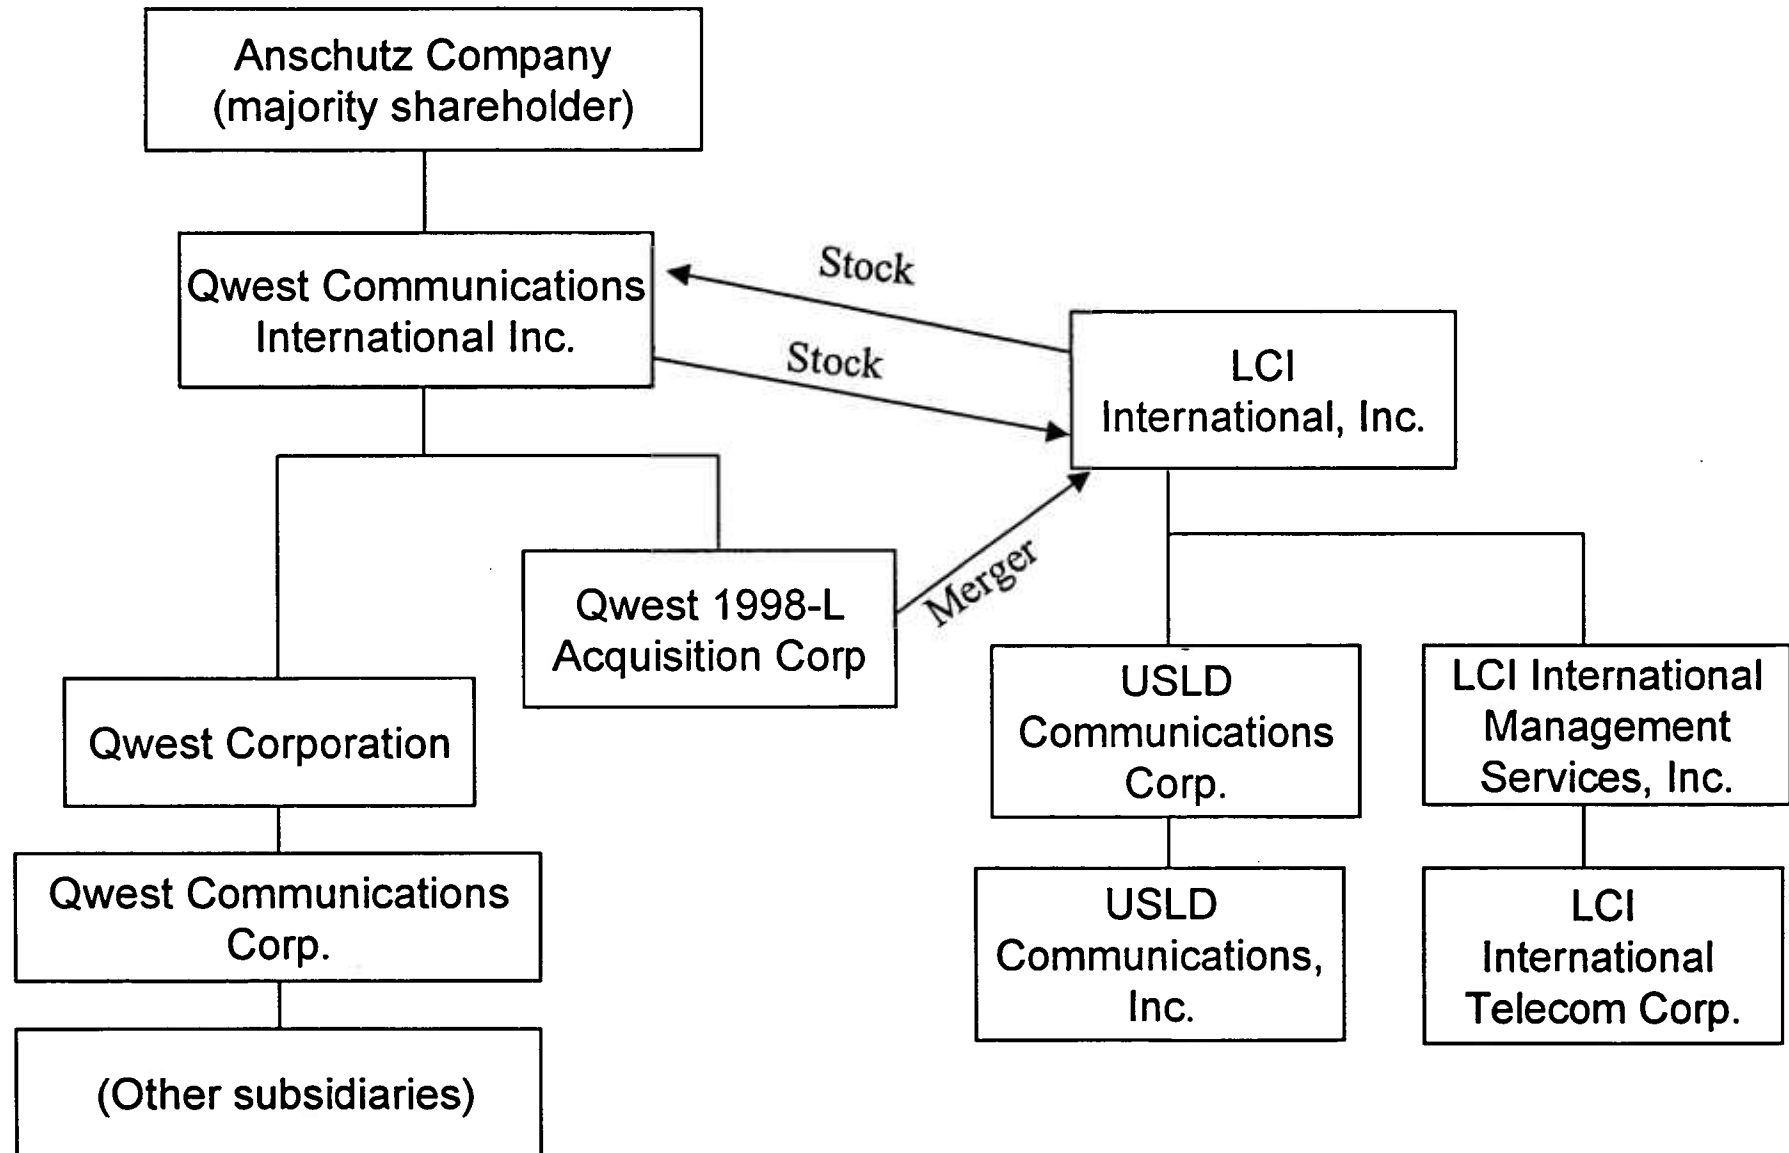 Anschutz Company
(majority shareholder)
Qwest Communications
International Inc.
Stock
Stock
LCI
International, Inc.
Merger
Qwest 1998-L
Acquisition Corp
Qwest Corporation
Qwest Communications
Corp.
(Other subsidiaries)
USLD
Communications
Corp.
USLD
Communications,
Inc.
LCI International
Management
Services, Inc.
LCI
International
Telecom Corp.